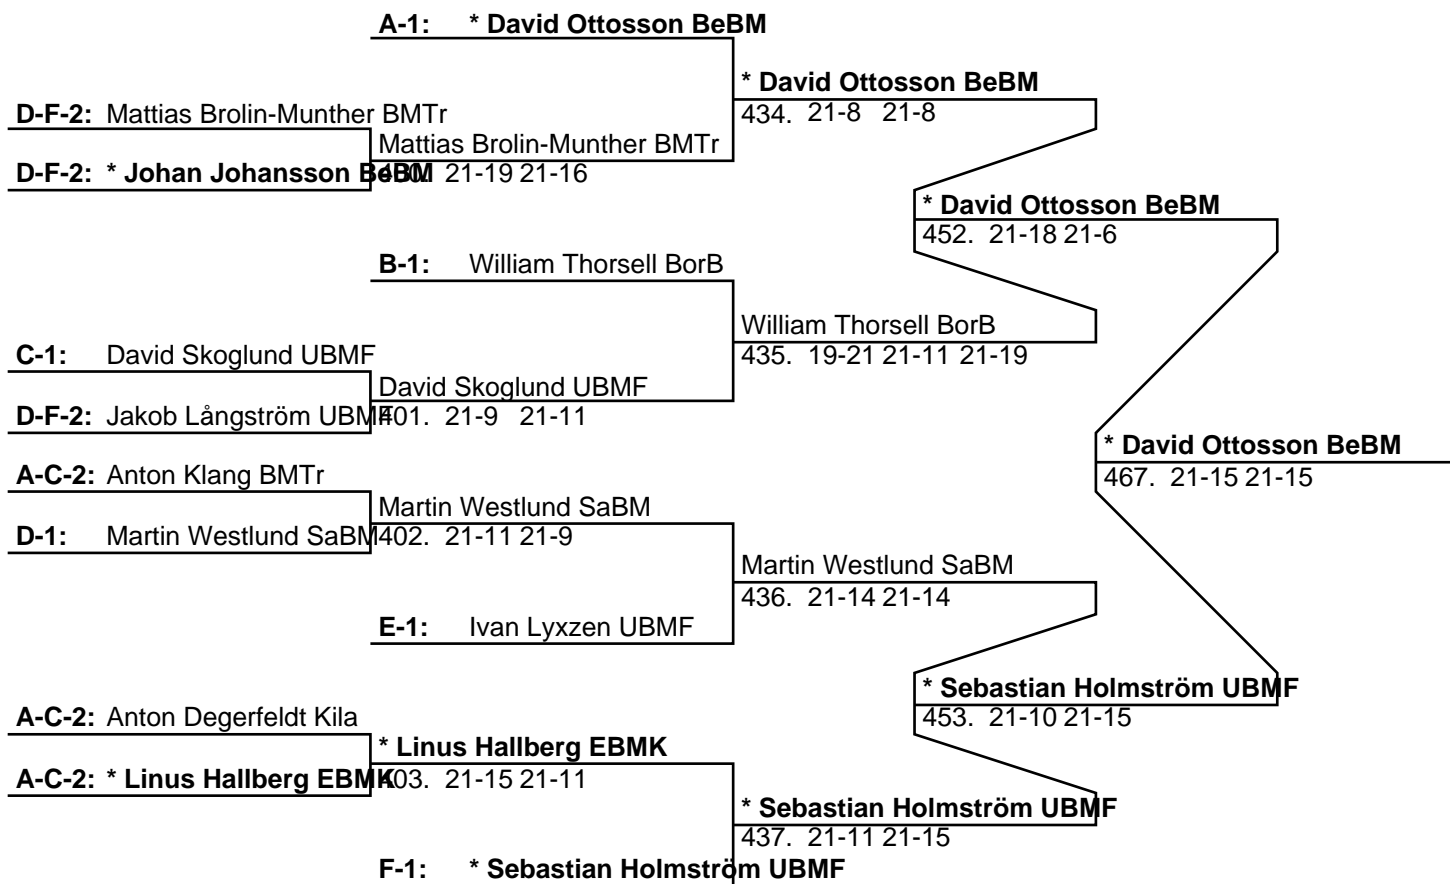 A-1: * David Ottosson BeBM
* David Ottosson BeBM
D-F-2: Mattias Brolin-Munther BMTr
434. 21-8 21-8
Mattias Brolin-Munther BMTr
D-F-2: * Johan Johansson BeBM
21-19 21-16
* David Ottosson BeBM
452. 21-18 21-6
B-1: William Thorsell BorB
William Thorsell BorB
435. 19-21 21-11 21-19
C-1: David Skoglund UBMF
David Skoglund UBMF
D-F-2: Jakob Långström UBMF
401. 21-9 21-11
* David Ottosson BeBM
467. 21-15 21-15
A-C-2: Anton Klang BMTr
Martin Westlund SaBM
D-1: Martin Westlund SaBM
402. 21-11 21-9
Martin Westlund SaBM
436. 21-14 21-14
E-1: Ivan Lyxzen UBMF
* Sebastian Holmström UBMF
453. 21-10 21-15
A-C-2: Anton Degerfeldt Kila
* Linus Hallberg EBMK
A-C-2: * Linus Hallberg EBMK
403. 21-15 21-11
* Sebastian Holmström UBMF
437. 21-11 21-15
F-1: * Sebastian Holmström UBMF